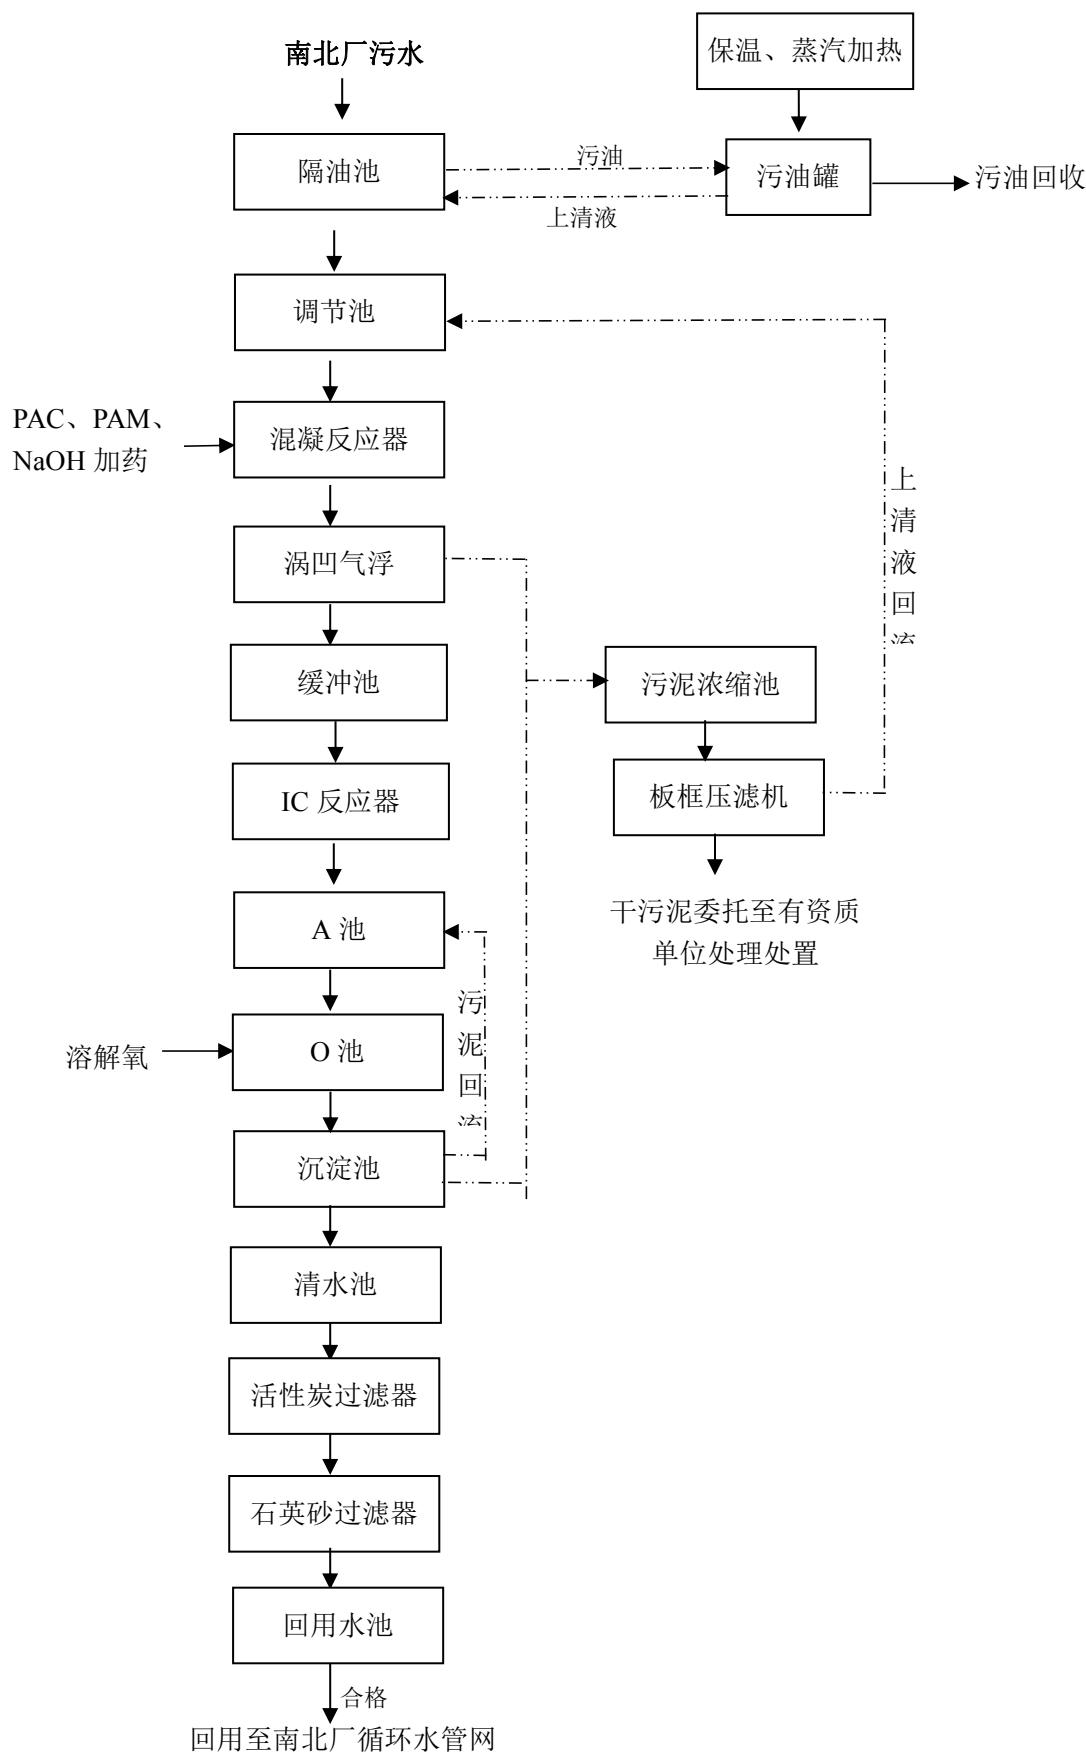 南北厂污水
保温、蒸汽加热
隔油池
污油
污油罐
污油回收
上清液
调节池
PAC、PAM、
NaOH 加药
混凝反应器
上清液回流
涡凹气浮
缓冲池
污泥浓缩池
IC 反应器
板框压滤机
A 池
干污泥委托至有资质
单位处理处置
污泥回流
溶解氧
O 池
沉淀池
清水池
活性炭过滤器
石英砂过滤器
回用水池
合格
回用至南北厂循环水管网